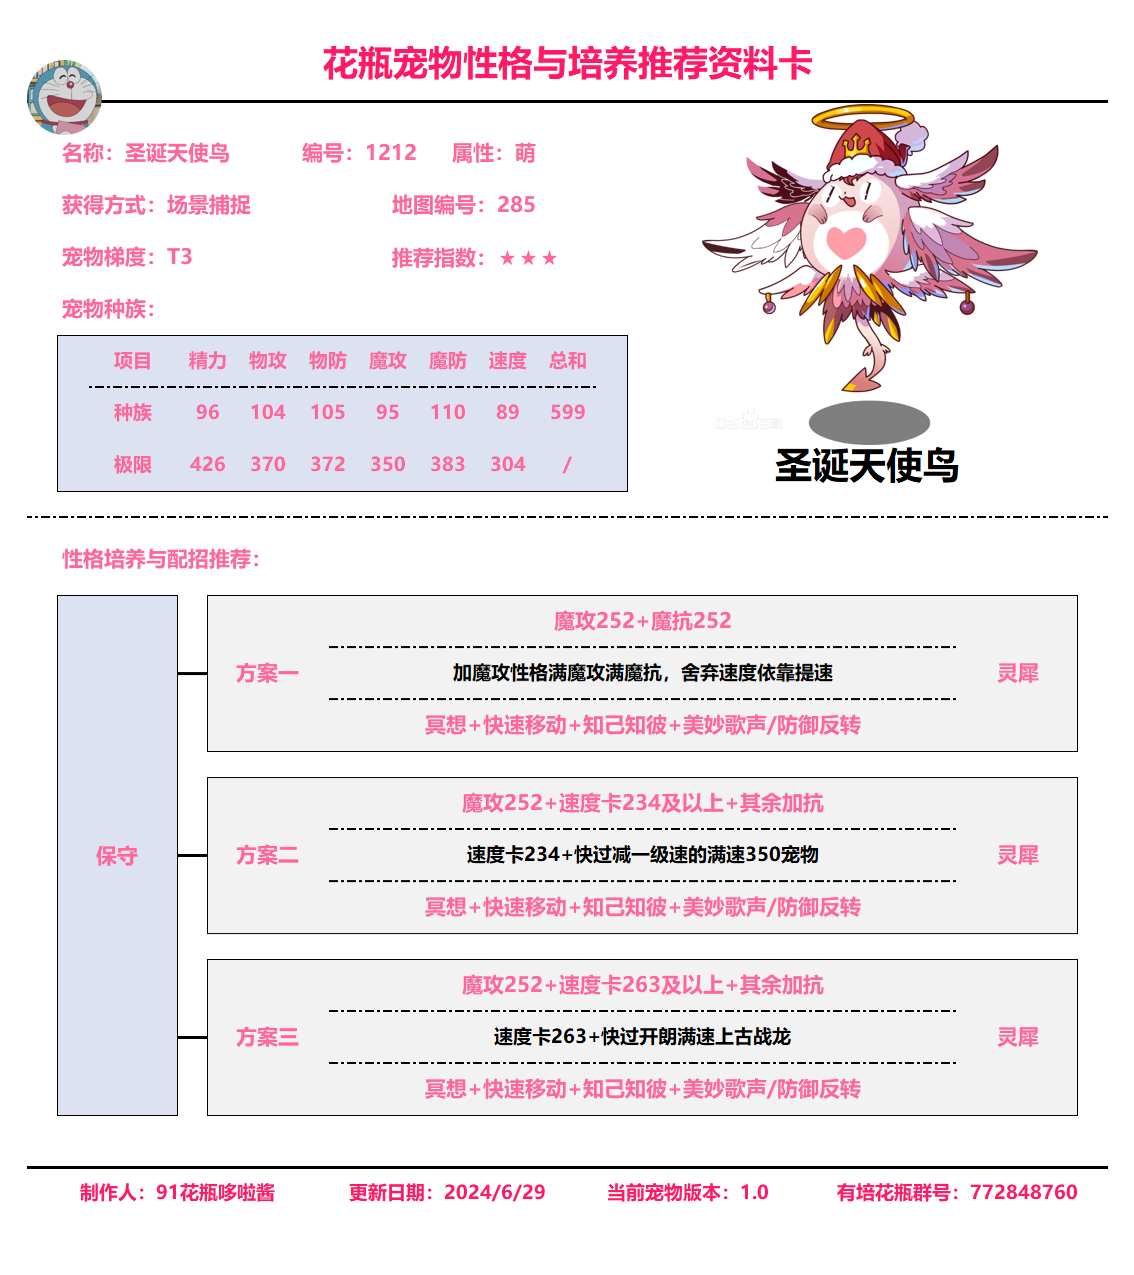 花瓶宠物性格与培养推荐资料卡
名称：圣诞天使鸟 编号：1212 属性：萌
获得方式：场景捕捉 地图编号：285
宠物梯度：T3 推荐指数：★★★
宠物种族：
项目 精力 物攻 物防 魔攻 魔防 速度 总和
种族 96 104 105 95 110 89 599
极限 426 370 372 350 383 304 /
Bai百科
圣诞天使鸟
性格培养与配招推荐：
保守
方案一
魔攻252+魔抗252
加魔攻性格满魔攻满魔抗，舍弃速度依靠提速
冥想+快速移动+知己知彼+美妙歌声/防御反转
灵犀
方案二
魔攻252+速度卡234及以上+其余加抗
速度卡234+快过减一级速的满速350宠物
冥想+快速移动+知己知彼+美妙歌声/防御反转
灵犀
方案三
魔攻252+速度卡263及以上+其余加抗
速度卡263+快过开朗满速上古战龙
冥想+快速移动+知己知彼+美妙歌声/防御反转
灵犀
制作人：91花瓶哆啦酱 更新日期：2024/6/29 当前宠物版本：1.0 有培花瓶群号：772848760